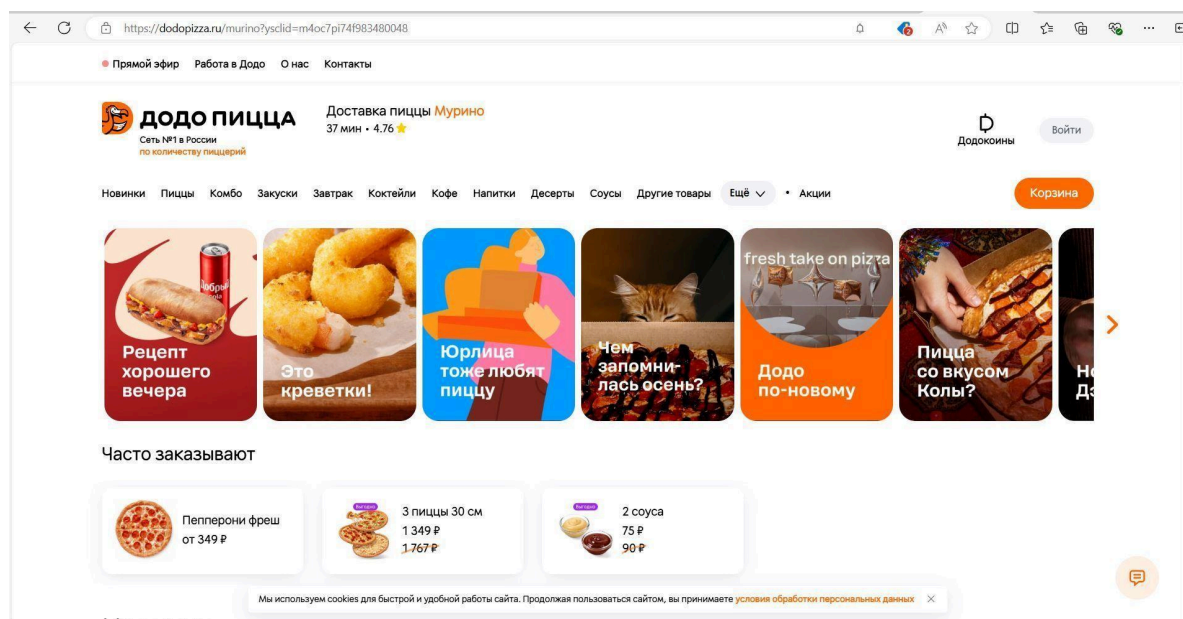 https://dodopizza.ru/murino?ysclid=m4oc7pi74f983480048
Прямой эфир Работа в Додо О нас Контакты
ДОДО ПИЦЦА
Сеть №1 в России
по количеству пиццерий
Доставка пиццы Мурино
37 мин • 4.76
Додокоины
Войти
Новинки Пиццы Комбо Закуски Завтрак Коктейли Кофе Напитки Десерты Соусы Другие товары Ещё • Акции
Корзина
Добрый
cola
Рецепт
хорошего
вечера
Это
креветки!
Юрлица
тоже любят
пиццу
Чем
запомни-
лась осень?
fresh take on pizza
Додо
по-новому
Пицца
со вкусом
Колы?
Часто заказывают
Пепперони фреш
от 349 ₽
Выгодно
3 пиццы 30 см
1 349 ₽
1 767 ₽
Выгодно
2 соуса
75 ₽
90 ₽
Мы используем cookies для быстрой и удобной работы сайта. Продолжая пользоваться сайтом, вы принимаете условия обработки персональных данных